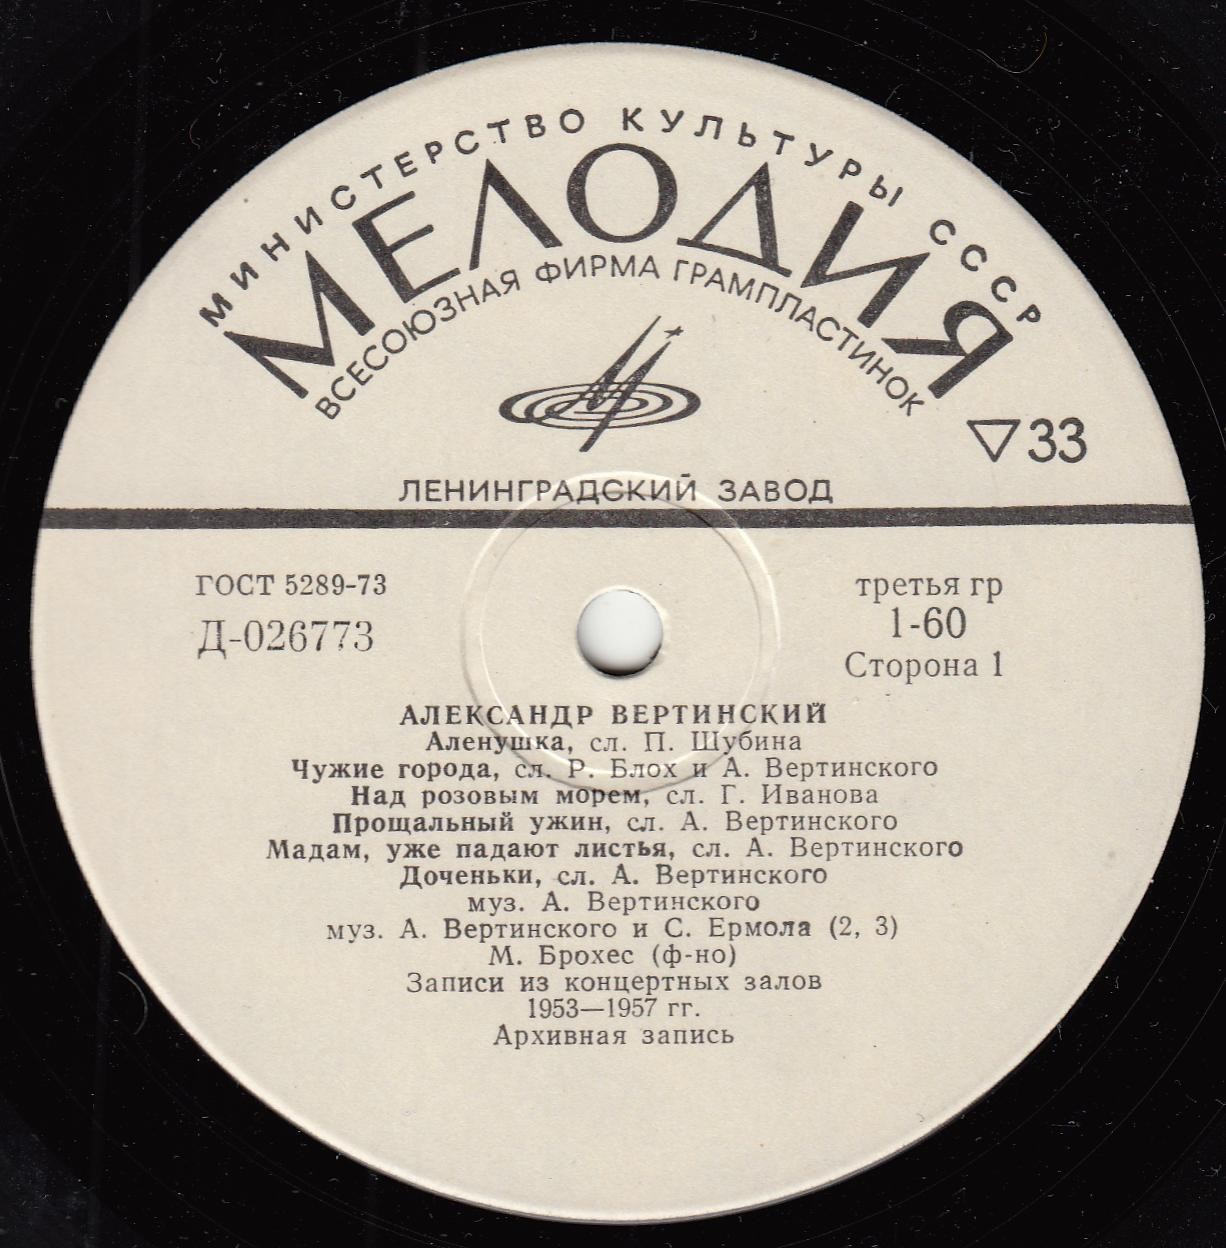 МИНИСТЕРСТВО КУЛЬТУРЫ СССР
МЕЛОДИЯ
ВСЕСОЮЗНАЯ ФИРМА ГРАМПЛАСТИНОК
▽33
ЛЕНИНГРАДСКИЙ ЗАВОД
ГОСТ 5289-73
Д-026773
третья гр
1-60
Сторона 1
АЛЕКСАНДР ВЕРТИНСКИЙ
Аленушка, сл. П. Шубина
Чужие города, сл. Р. Блох и А. Вертинского
Над розовым морем, сл. Г. Иванова
Прощальный ужин, сл. А. Вертинского
Мадам, уже падают листья, сл. А. Вертинского
Доченьки, сл. А. Вертинского
муз. А. Вертинского
муз. А. Вертинского и С. Ермола (2, 3)
М. Брохес (ф-но)
Записи из концертных залов
1953—1957 гг.
Архивная запись